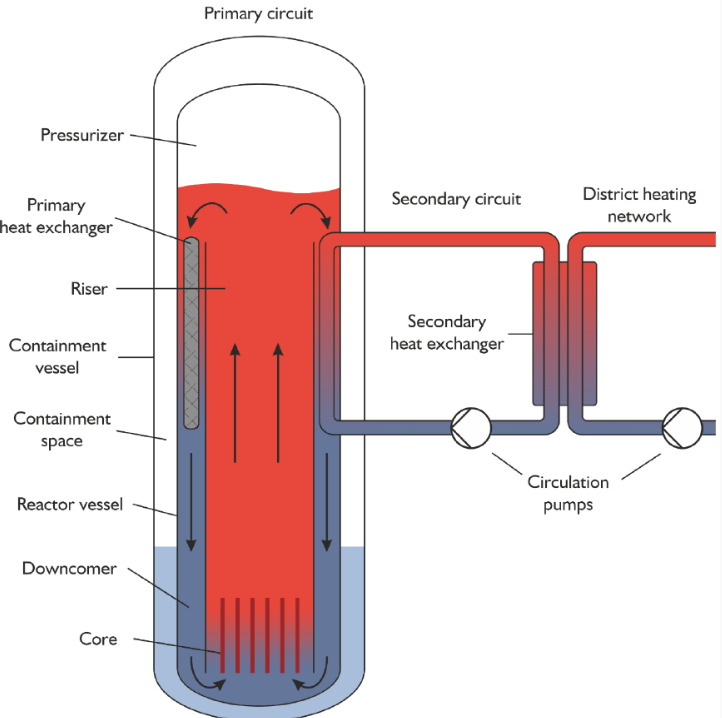 Primary circuit
Pressurizer
Primary
heat exchanger
Riser
Containment
vessel
Containment
space
Reactor vessel
Downcomer
Core
Secondary circuit
District heating
network
Secondary
heat exchanger
Circulation
pumps